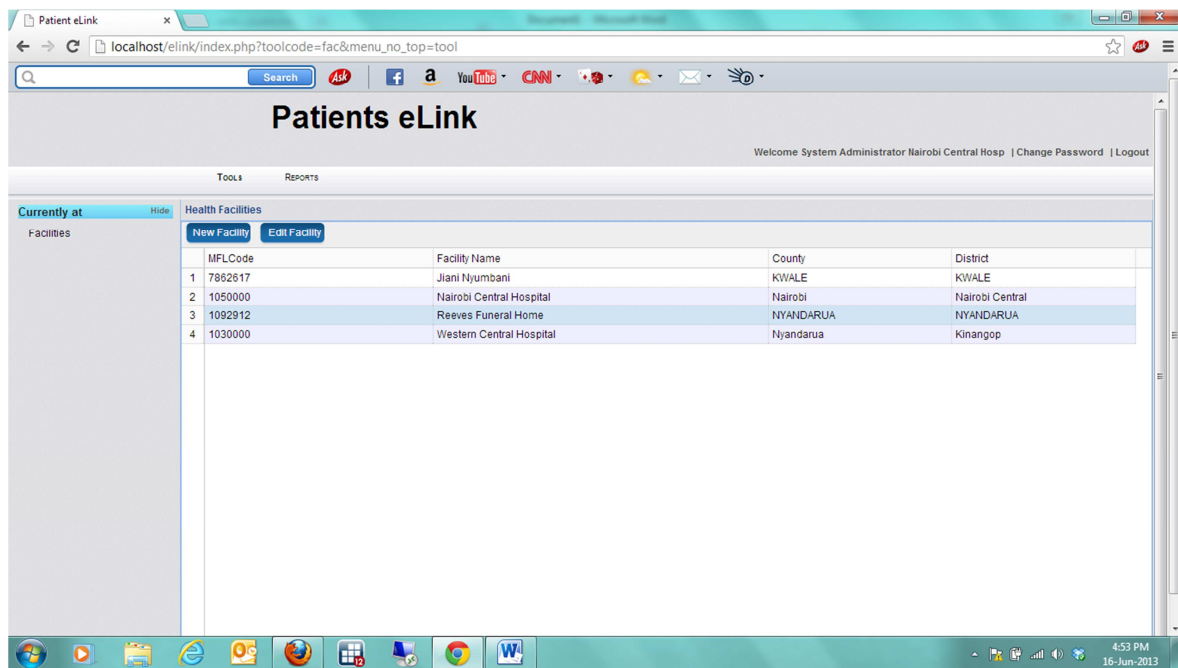 Patient eLink
localhost/elink/index.php?toolcode=fac&menu_no_top=tool
Search Ask f a YouTube CNN
Patients eLink
Welcome System Administrator Nairobi Central Hosp | Change Password | Logout
Tools Reports
Currently at Hide
Facilities
Health Facilities
New Facility Edit Facility
MFLCode Facility Name County District
1 7862617 Jiani Nyumbani KWALE KWALE
2 1050000 Nairobi Central Hospital Nairobi Nairobi Central
3 1092912 Reeves Funeral Home NYANDARUA NYANDARUA
4 1030000 Western Central Hospital Nyandarua Kinangop
4:53 PM
16-Jun-2013